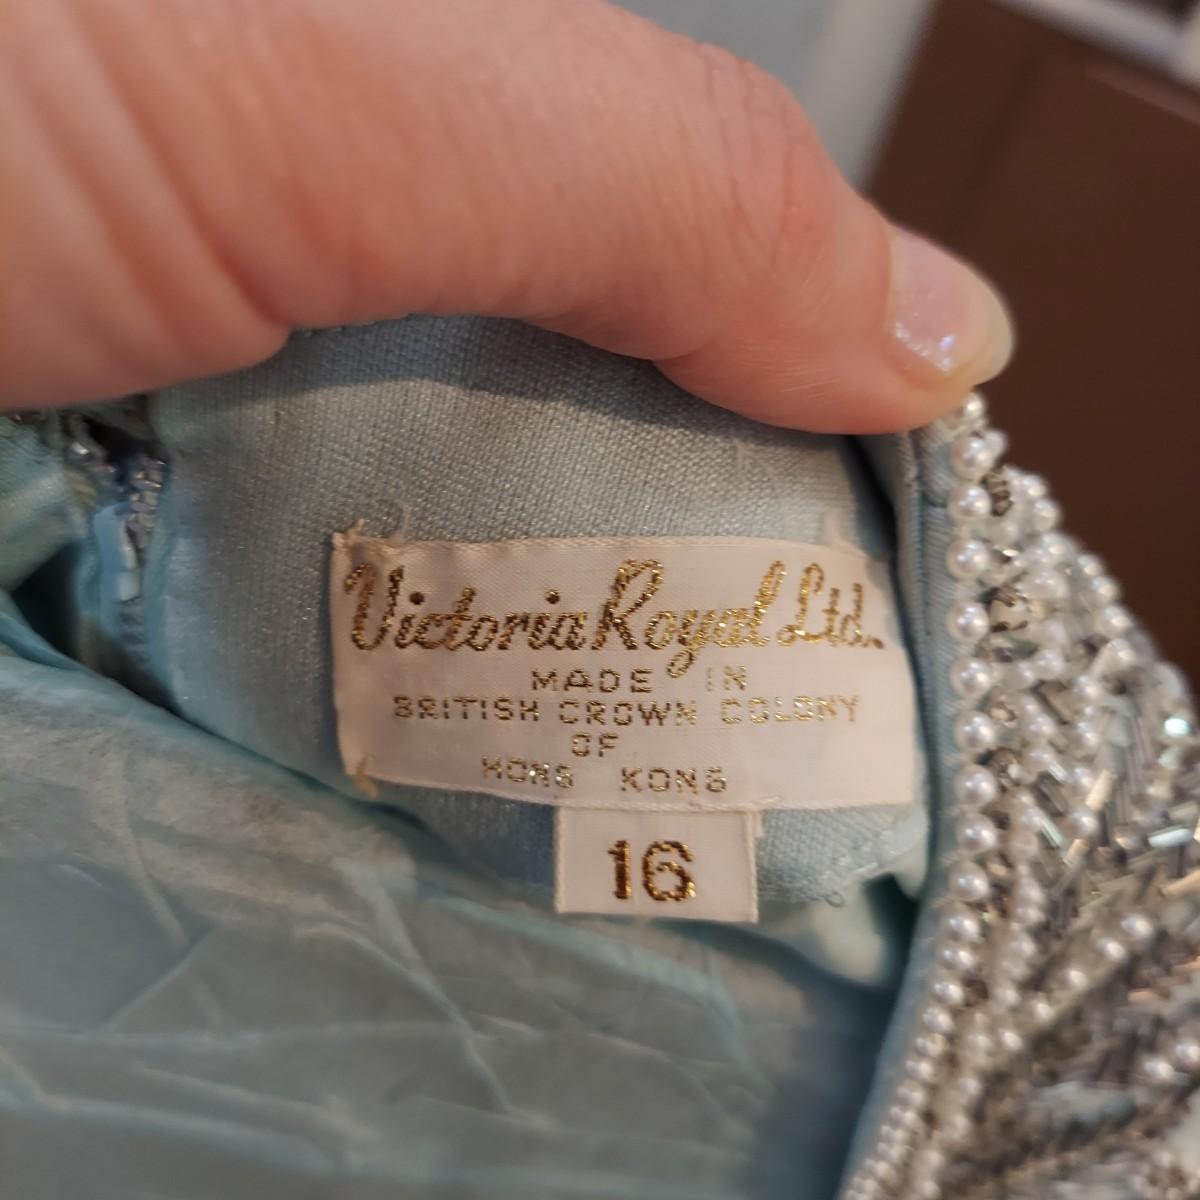 Victoria Royal Ltd.
MADE IN
BRITISH CROWN COLONY
OF
HONG KONG
16